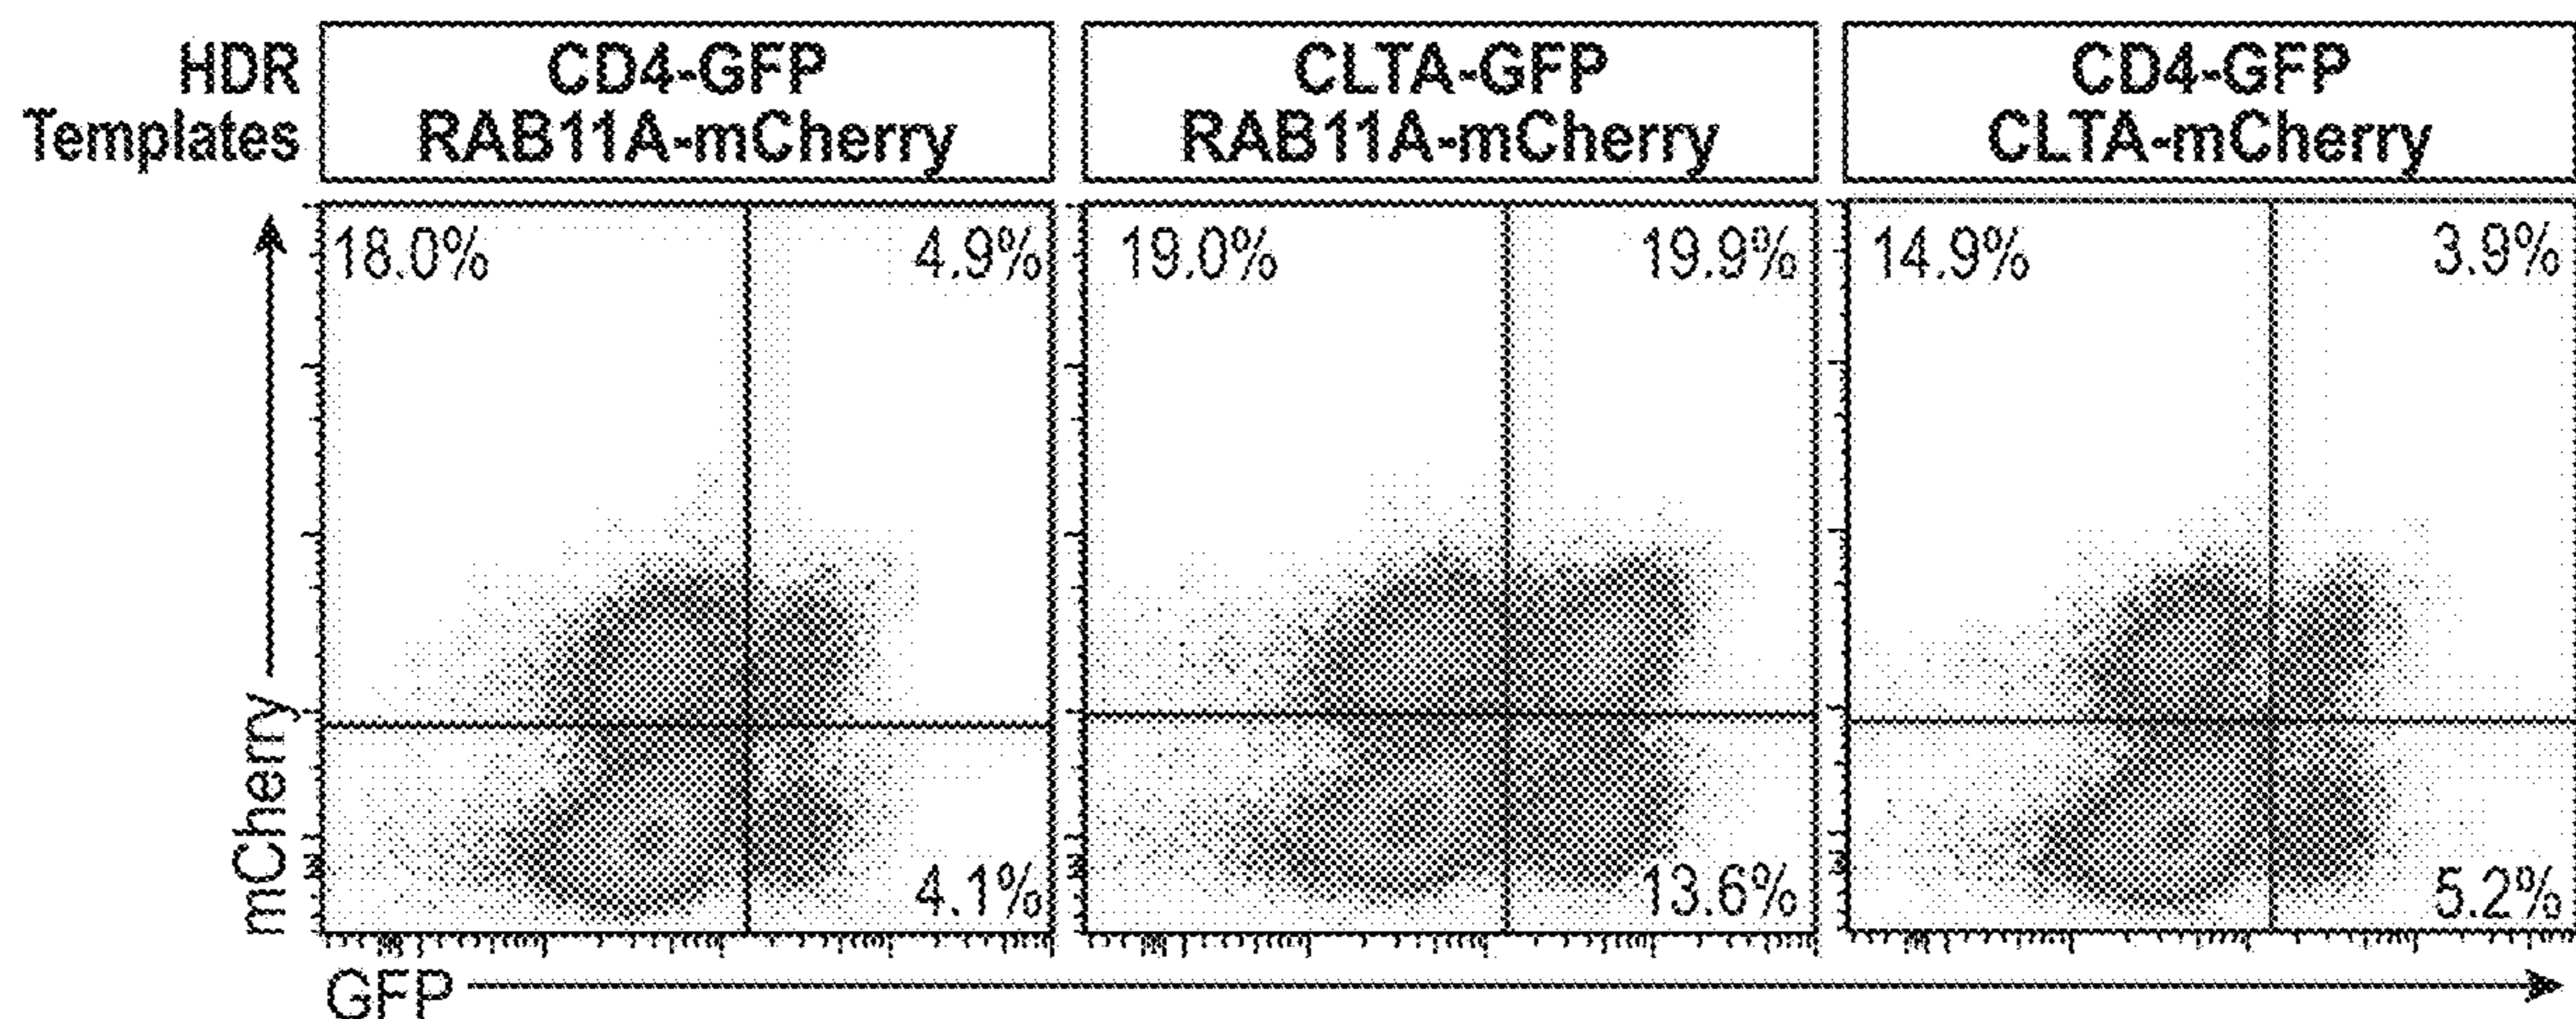 HDR
Templates
CD4-GFP
RAB11A-mCherry
CLTA-GFP
RAB11A-mCherry
CD4-GFP
CLTA-mCherry
18.0%
4.9%
19.0%
19.9%
14.9%
3.9%
4.1%
13.6%
5.2%
mCherry
GFP